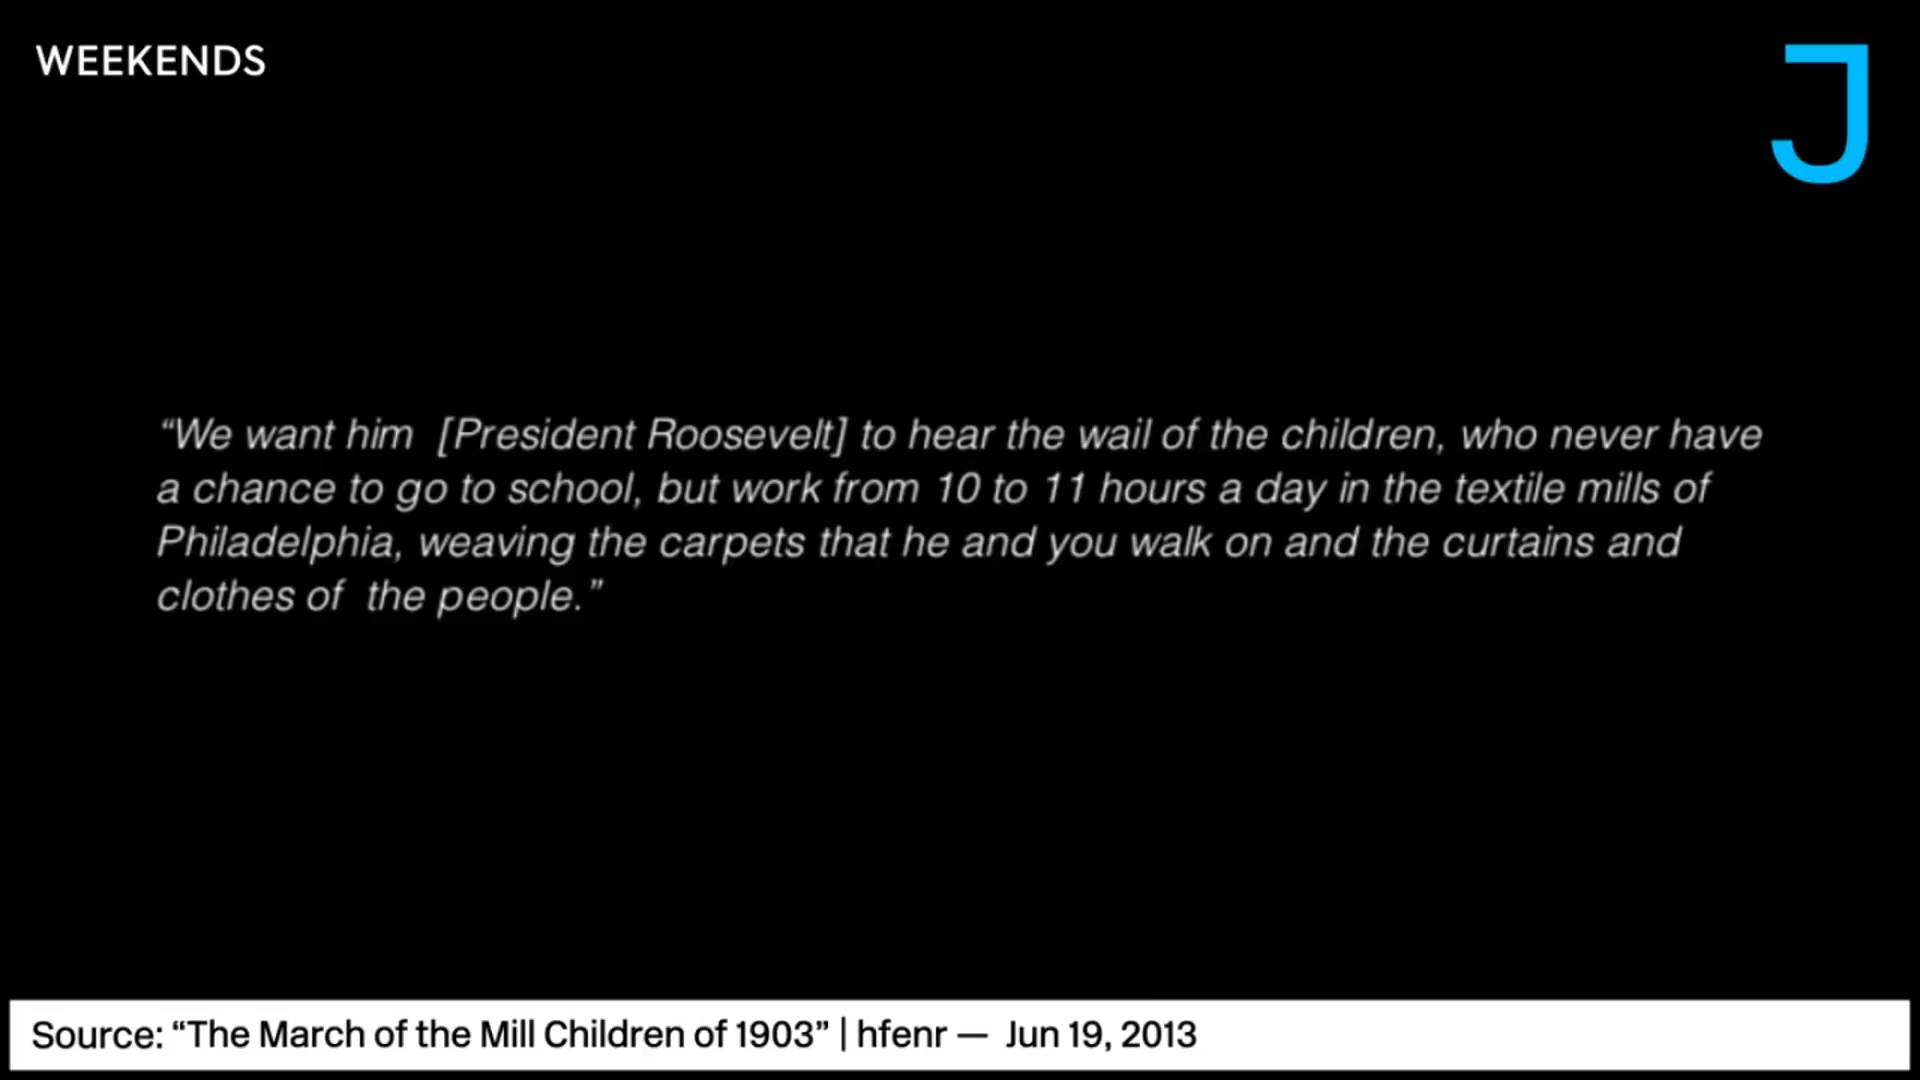 WEEKENDS
J
“We want him [President Roosevelt] to hear the wail of the children, who never have
a chance to go to school, but work from 10 to 11 hours a day in the textile mills of
Philadelphia, weaving the carpets that he and you walk on and the curtains and
clothes of the people.”
Source: “The March of the Mill Children of 1903” | hfenr — Jun 19, 2013